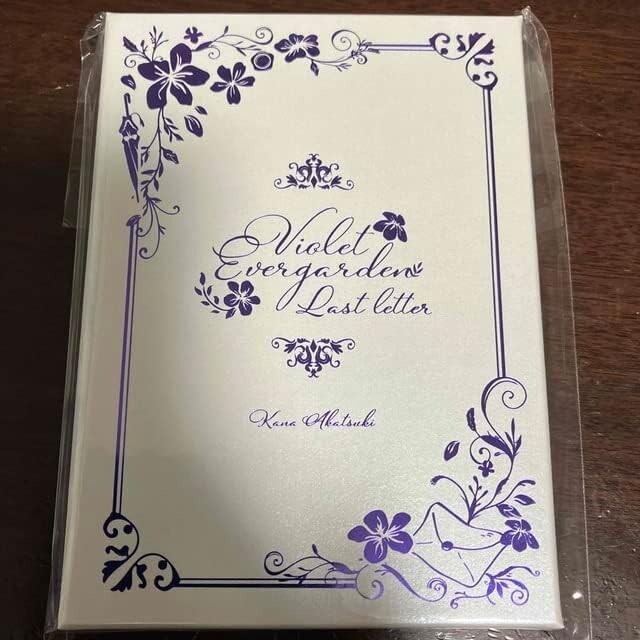 Violet
Evergarden
Last letter
Kana Akatsuki